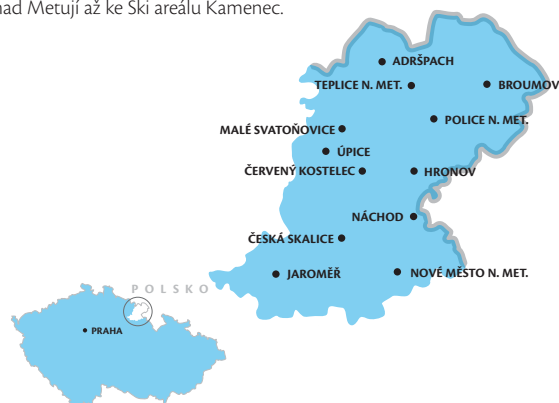 nad Metují až ke Ski areálu Kamenec.
ADRŠPACH
TEPLICE N. MET.
BROUMOV
POLICE N. MET.
MALÉ SVATOŇOVICE
ÚPICE
ČERVENÝ KOSTELEC
HRONOV
NÁCHOD
ČESKÁ SKALICE
JAROMĚŘ
NOVÉ MĚSTO N. MET.
POLSKO
PRAHA